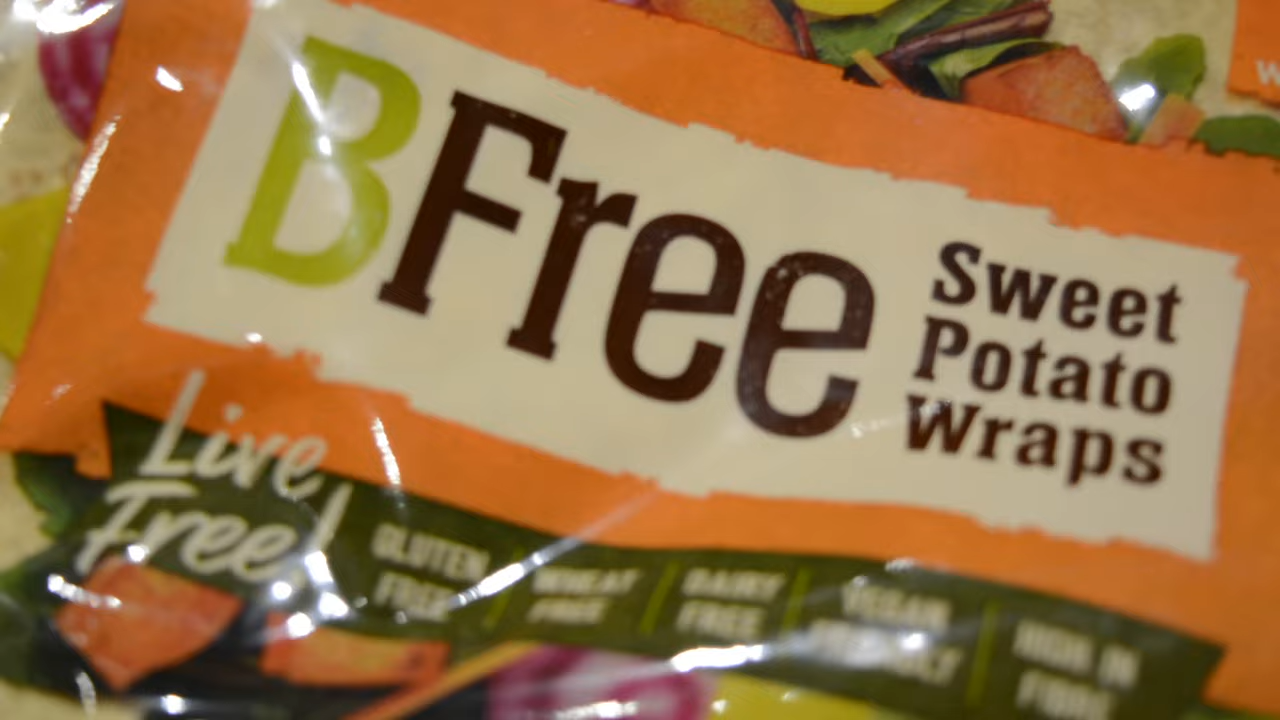 BFree
Sweet
Potato
Wraps
Live
Free!
GLUTEN
FREE
WHEAT
FREE
DAIRY
FREE
VEGAN
FRIENDLY
HIGH IN
FIBRE